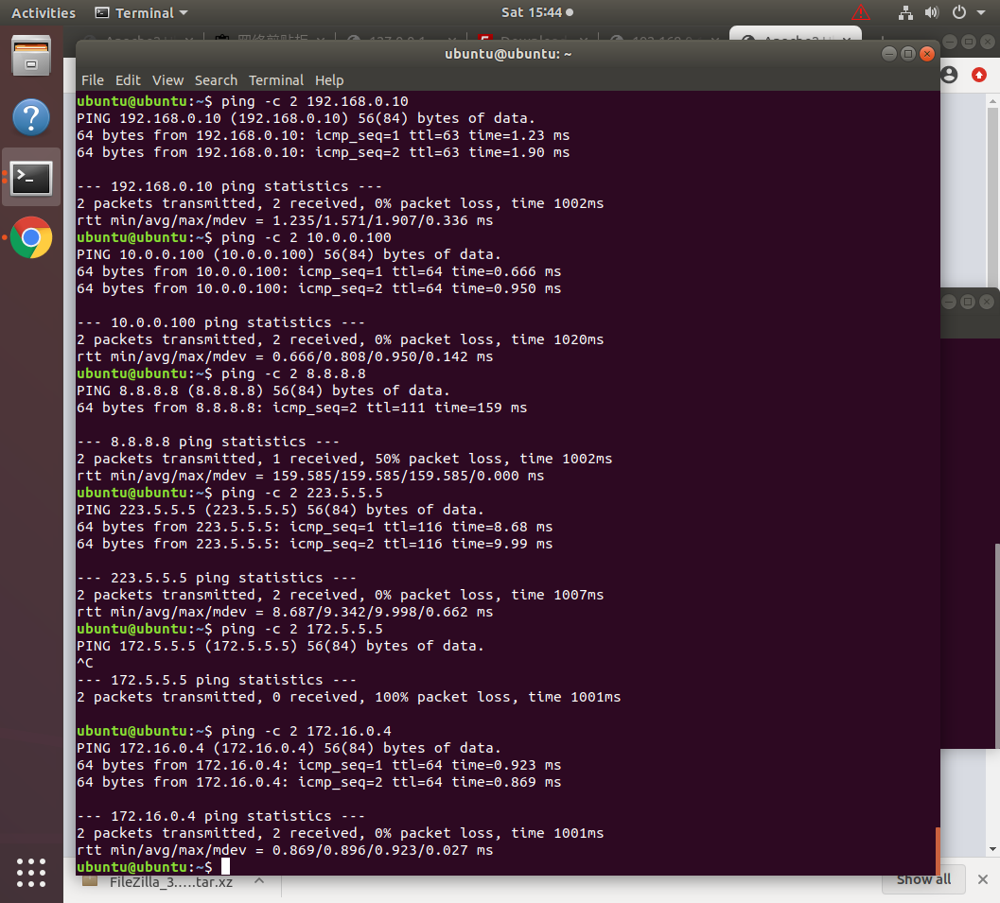 Activities
Terminal
Sat 15:44
ubuntu@ubuntu: ~
File Edit View Search Terminal Help
ubuntu@ubuntu:~$ ping -c 2 192.168.0.10
PING 192.168.0.10 (192.168.0.10) 56(84) bytes of data.
64 bytes from 192.168.0.10: icmp_seq=1 ttl=63 time=1.23 ms
64 bytes from 192.168.0.10: icmp_seq=2 ttl=63 time=1.90 ms
--- 192.168.0.10 ping statistics ---
2 packets transmitted, 2 received, 0% packet loss, time 1002ms
rtt min/avg/max/mdev = 1.235/1.571/1.907/0.336 ms
ubuntu@ubuntu:~$ ping -c 2 10.0.0.100
PING 10.0.0.100 (10.0.0.100) 56(84) bytes of data.
64 bytes from 10.0.0.100: icmp_seq=1 ttl=64 time=0.666 ms
64 bytes from 10.0.0.100: icmp_seq=2 ttl=64 time=0.950 ms
--- 10.0.0.100 ping statistics ---
2 packets transmitted, 2 received, 0% packet loss, time 1020ms
rtt min/avg/max/mdev = 0.666/0.808/0.950/0.142 ms
ubuntu@ubuntu:~$ ping -c 2 8.8.8.8
PING 8.8.8.8 (8.8.8.8) 56(84) bytes of data.
64 bytes from 8.8.8.8: icmp_seq=2 ttl=111 time=159 ms
--- 8.8.8.8 ping statistics ---
2 packets transmitted, 1 received, 50% packet loss, time 1002ms
rtt min/avg/max/mdev = 159.585/159.585/159.585/0.000 ms
ubuntu@ubuntu:~$ ping -c 2 223.5.5.5
PING 223.5.5.5 (223.5.5.5) 56(84) bytes of data.
64 bytes from 223.5.5.5: icmp_seq=1 ttl=116 time=8.68 ms
64 bytes from 223.5.5.5: icmp_seq=2 ttl=116 time=9.99 ms
--- 223.5.5.5 ping statistics ---
2 packets transmitted, 2 received, 0% packet loss, time 1007ms
rtt min/avg/max/mdev = 8.687/9.342/9.998/0.662 ms
ubuntu@ubuntu:~$ ping -c 2 172.5.5.5
PING 172.5.5.5 (172.5.5.5) 56(84) bytes of data.
^C
--- 172.5.5.5 ping statistics ---
2 packets transmitted, 0 received, 100% packet loss, time 1001ms
ubuntu@ubuntu:~$ ping -c 2 172.16.0.4
PING 172.16.0.4 (172.16.0.4) 56(84) bytes of data.
64 bytes from 172.16.0.4: icmp_seq=1 ttl=64 time=0.923 ms
64 bytes from 172.16.0.4: icmp_seq=2 ttl=64 time=0.869 ms
--- 172.16.0.4 ping statistics ---
2 packets transmitted, 2 received, 0% packet loss, time 1001ms
rtt min/avg/max/mdev = 0.869/0.896/0.923/0.027 ms
ubuntu@ubuntu:~$
FileZilla_3.....tar.xz
Show all